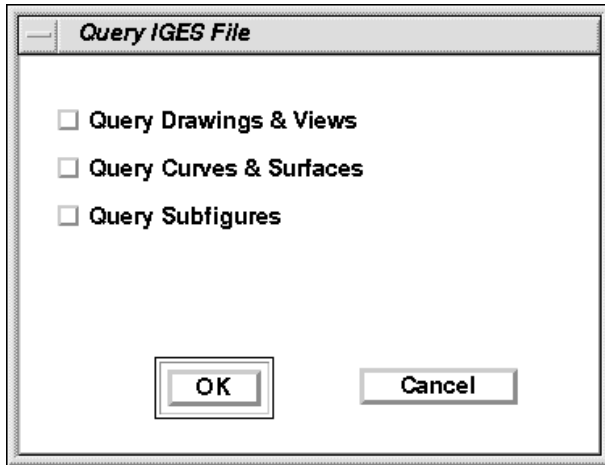 Query IGES File
Query Drawings & Views
Query Curves & Surfaces
Query Subfigures
OK Cancel